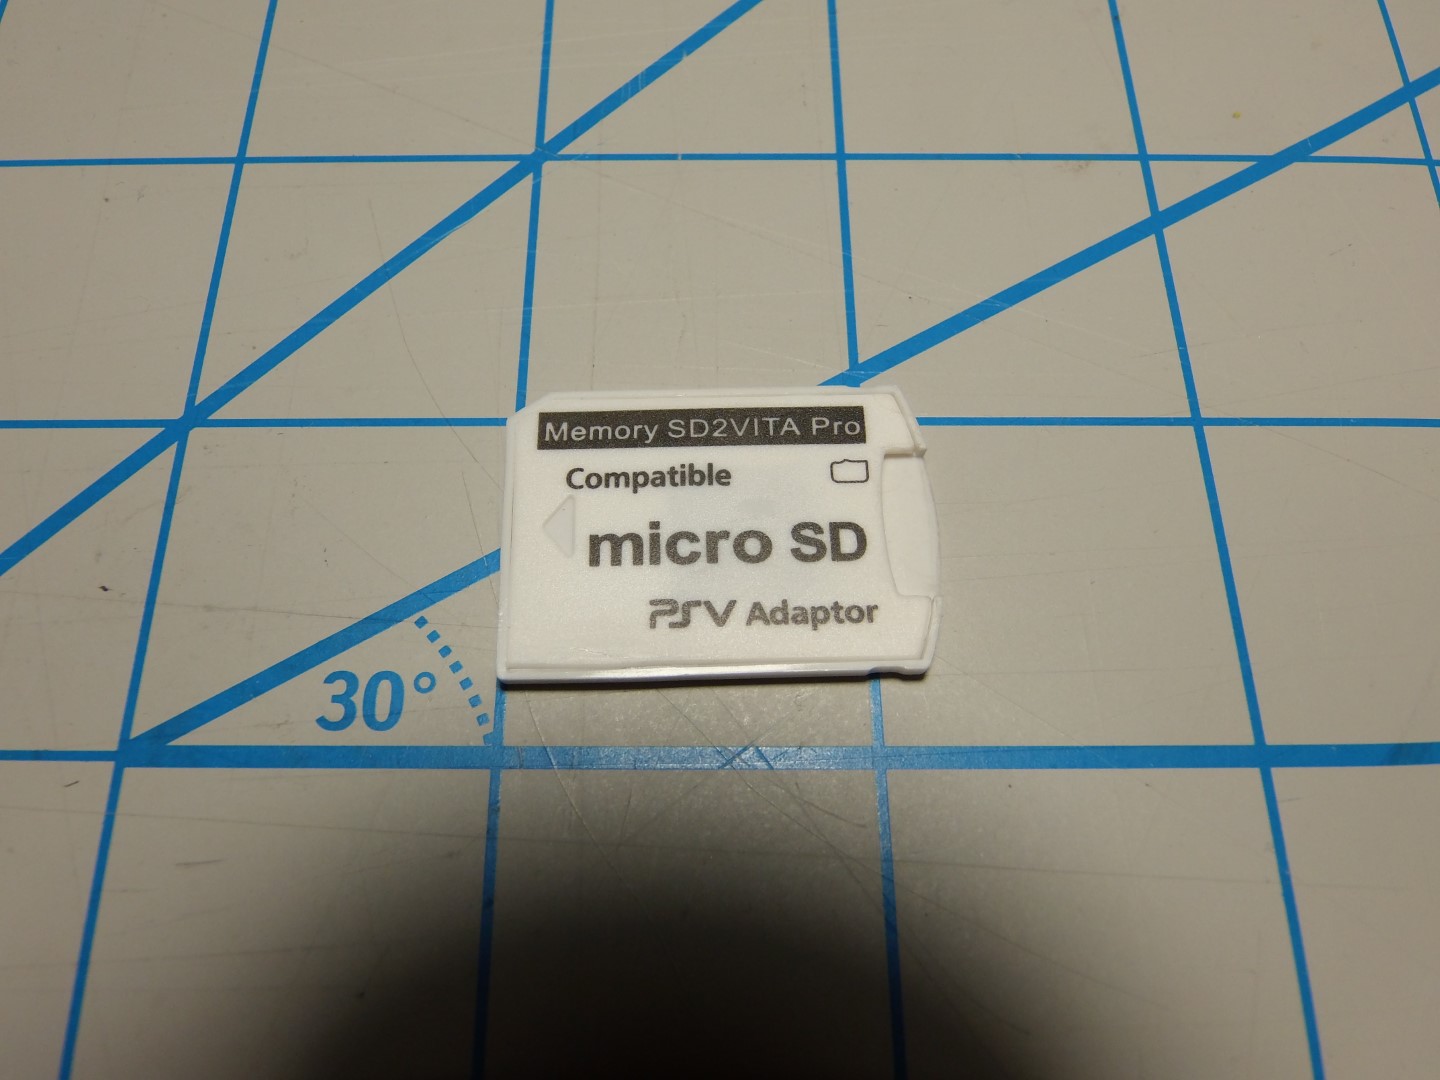 Memory SD2VITA Pro
Compatible
micro SD
PSV Adaptor
30°